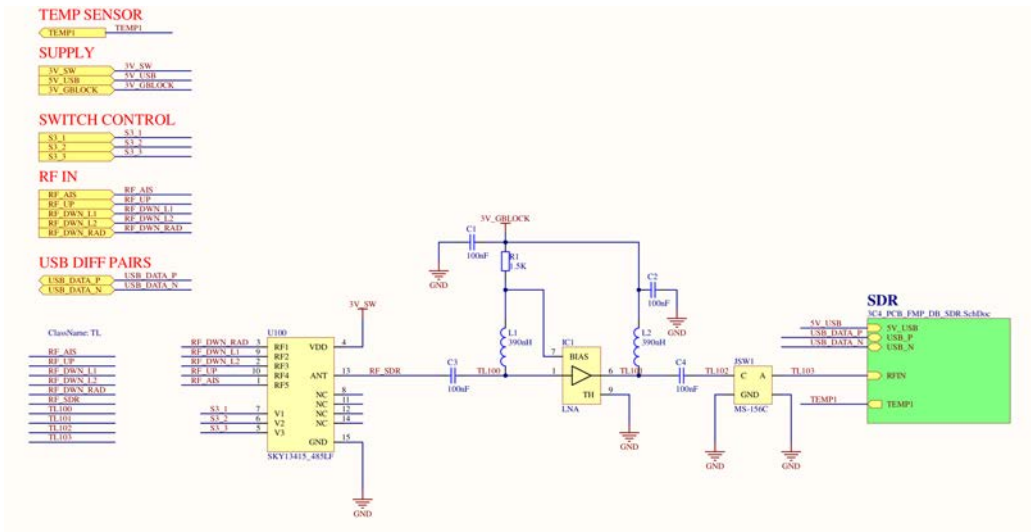 TEMP SENSOR
TEMP1 TEMP1
SUPPLY
3V_SW 3V_SW
5V_USB 5V_USB
3V_GBLOCK 3V_GBLOCK
SWITCH CONTROL
S3_1 S3_1
S3_2 S3_2
S3_3 S3_3
RF IN
RF_AIS RF_AIS
RF_UP RF_UP
RF_DWN_L1 RF_DWN_L1
RF_DWN_L2 RF_DWN_L2
RF_DWN_RAD RF_DWN_RAD
USB DIFF PAIRS
USB_DATA_P USB_DATA_P
USB_DATA_N USB_DATA_N
ClassName: TL
RF_AIS
RF_UP
RF_DWN_L1
RF_DWN_L2
RF_DWN_RAD
RF_SDR
TL100
TL101
TL102
TL103
3V_SW
U100
RF_DWN_RAD 3 RF1 VDD 4
RF_DWN_L1 9 RF2
RF_DWN_L2 2 RF3 ANT 13 RF_SDR
RF_UP 10 RF4
RF_AIS 1 RF5
NC 8
NC 11
NC 12
NC 14
S3_1 7 V1
S3_2 6 V2
S3_3 5 V3
GND 15
SKY13415_485LF
GND
C3
100nF
TL100
3V_GBLOCK
C1
100nF
GND
R1
1.5K
L1
390nH
C2
100nF
GND
L2
390nH
IC1
7 BIAS
1
6 TL101
TH 9
LNA
GND
C4
100nF
TL102
JSW1
C A
GND
MS-156C
GND
GND
TL103
SDR
3C4_PCB_FMP_DB_SDR.SchDoc
5V_USB 5V_USB
USB_DATA_P USB_P
USB_DATA_N USB_N
RFIN
TEMP1 TEMP1